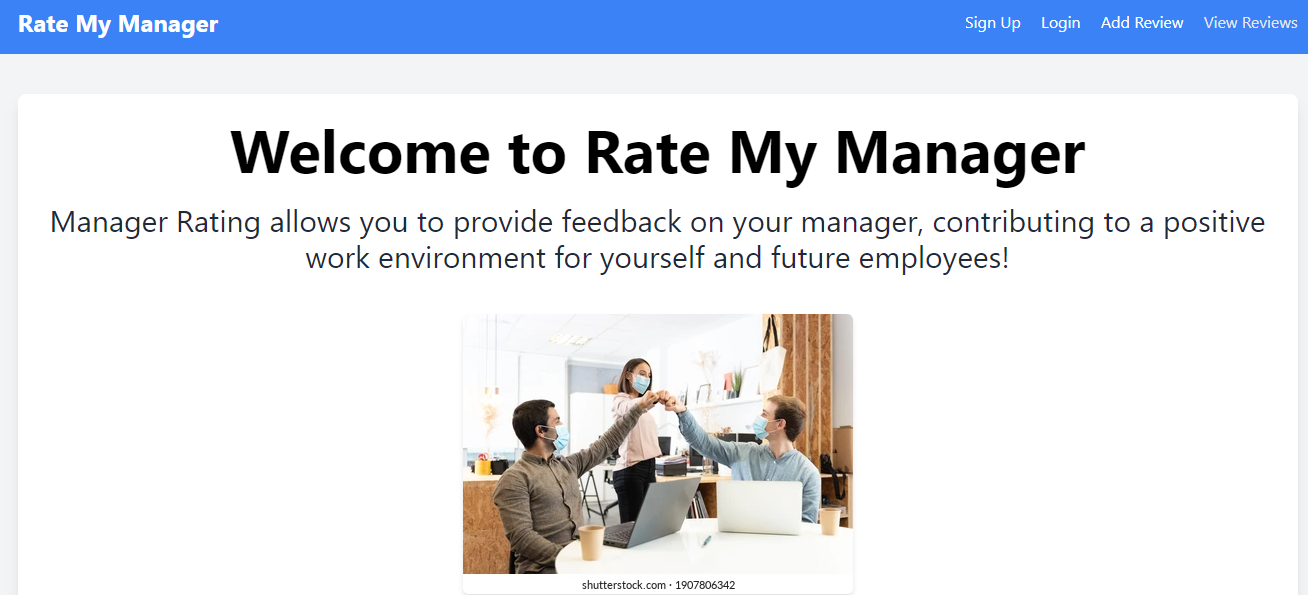 Rate My Manager
Sign Up
Login
Add Review
View Reviews
Welcome to Rate My Manager
Manager Rating allows you to provide feedback on your manager, contributing to a positive
work environment for yourself and future employees!
shutterstock.com · 1907806342